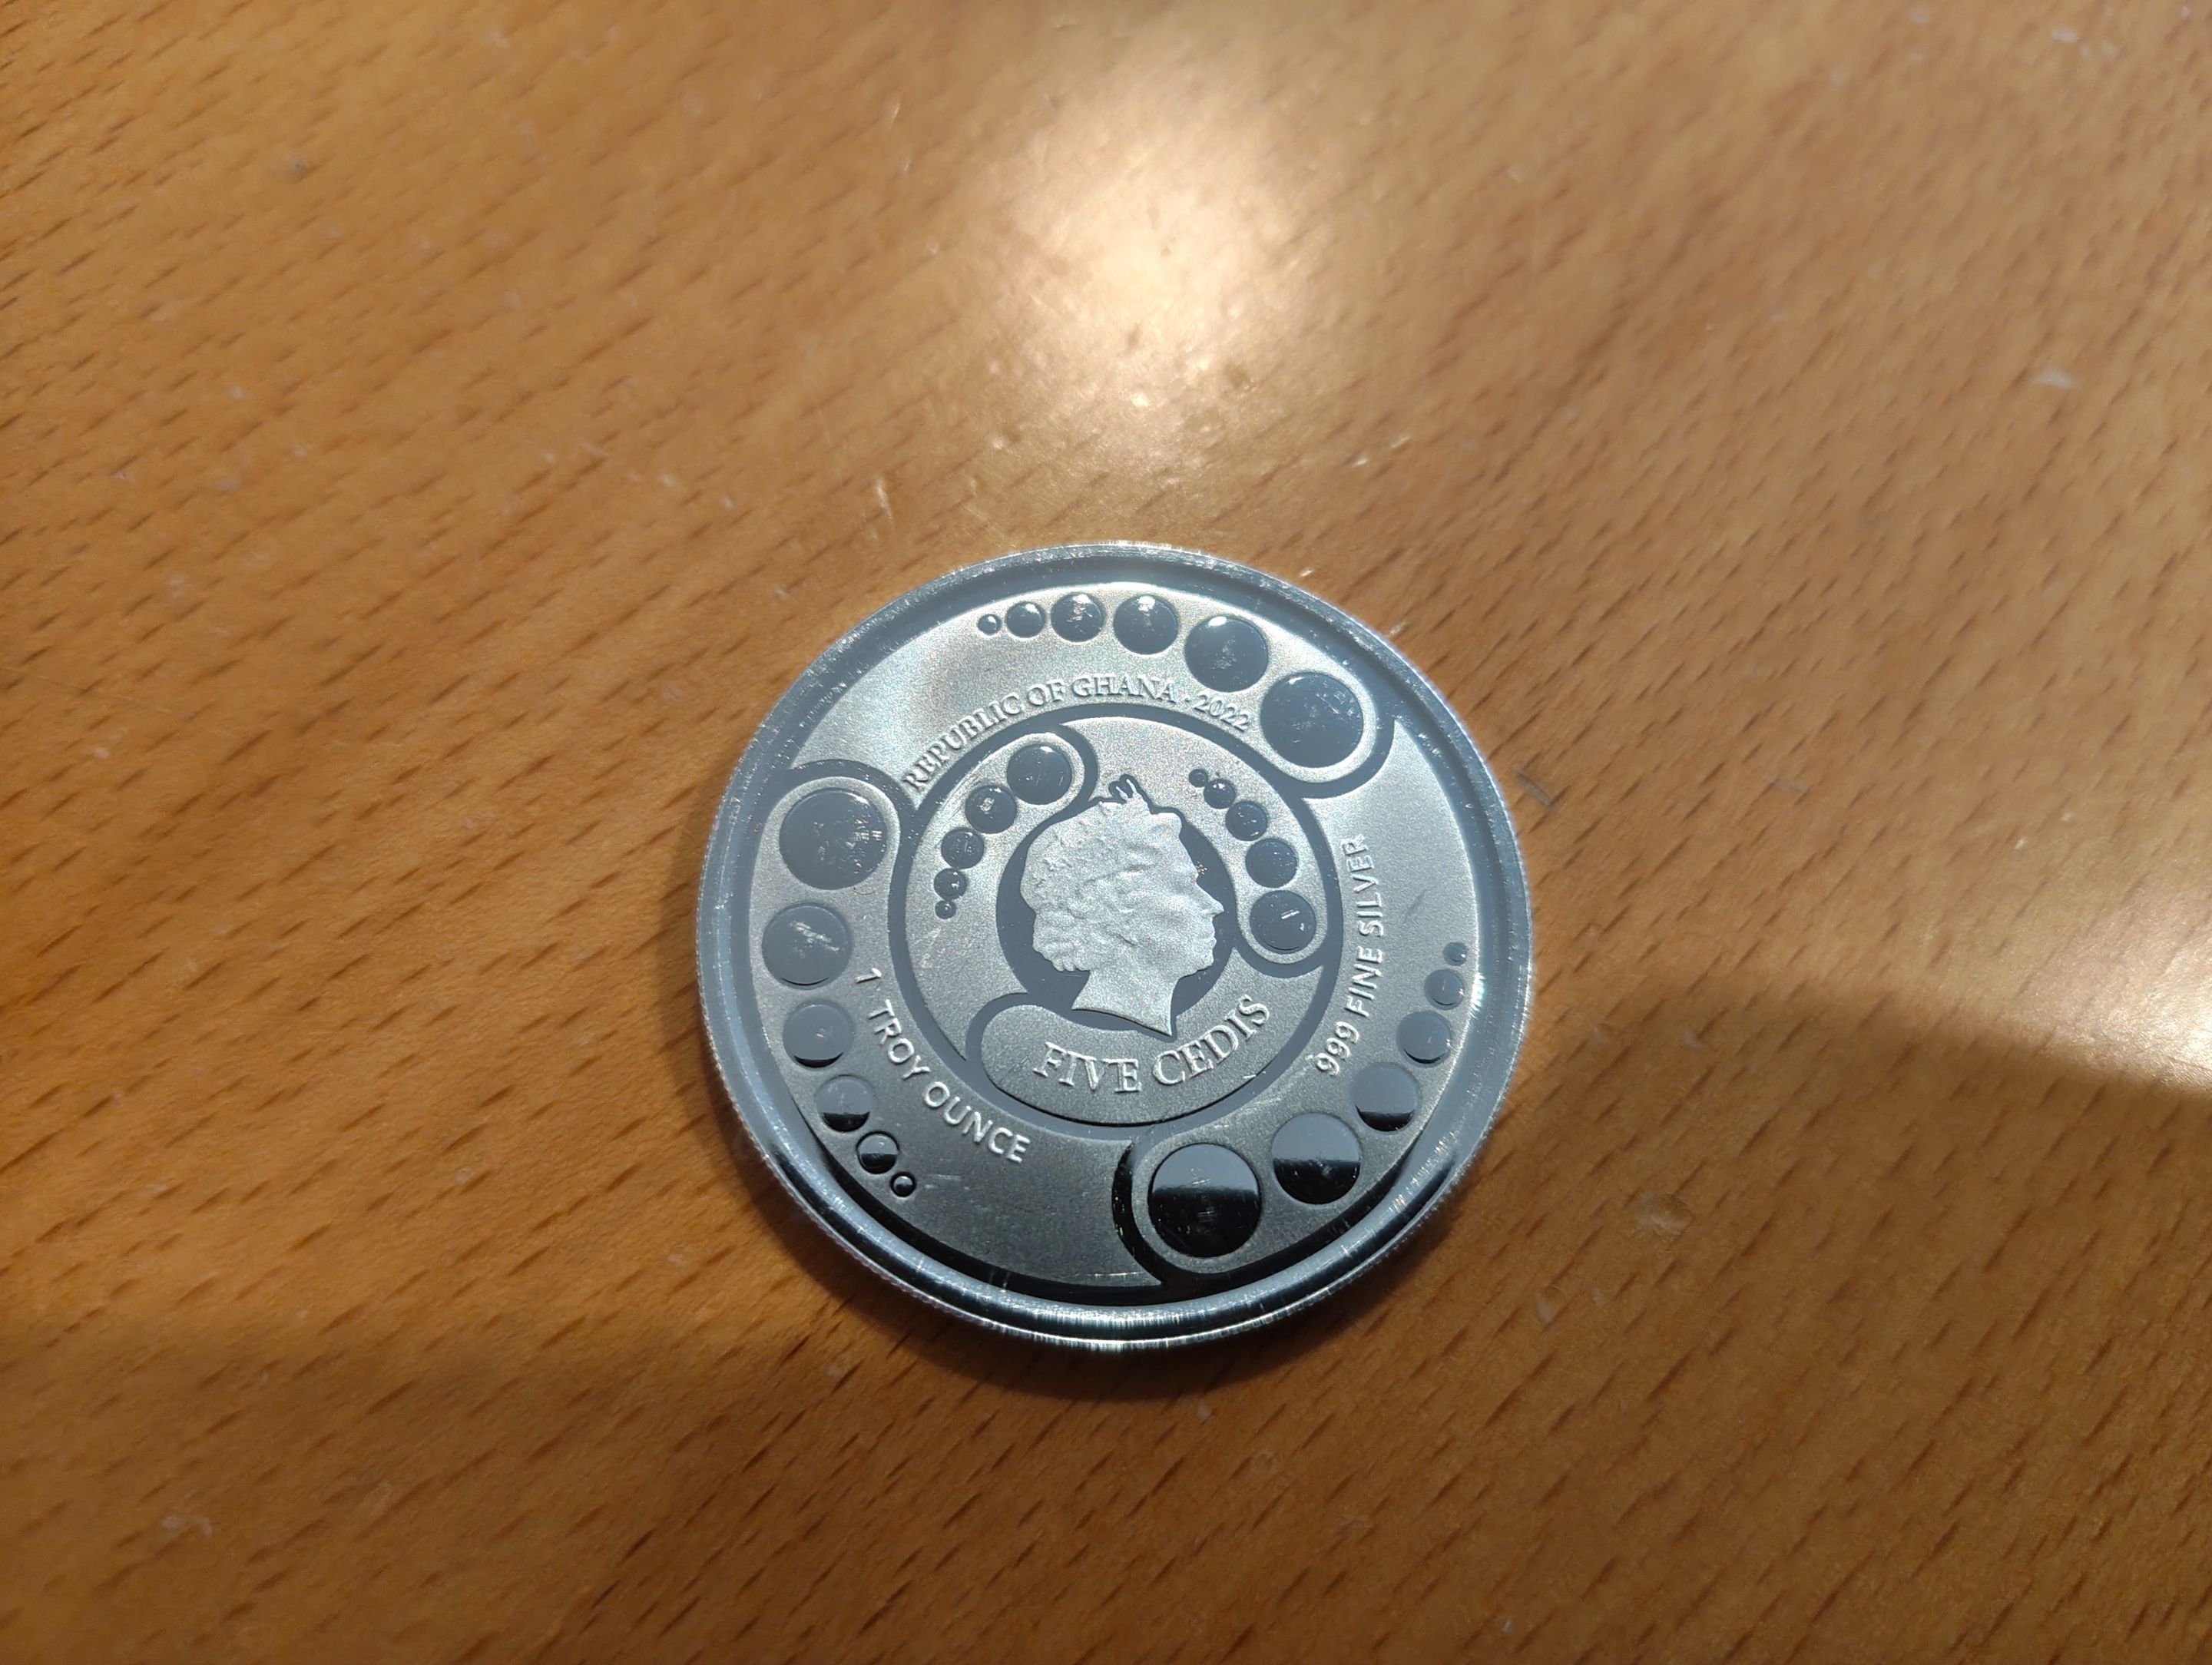 REPUBLIC OF GHANA · 2022
999 FINE SILVER
1 TROY OUNCE
FIVE CEDIS